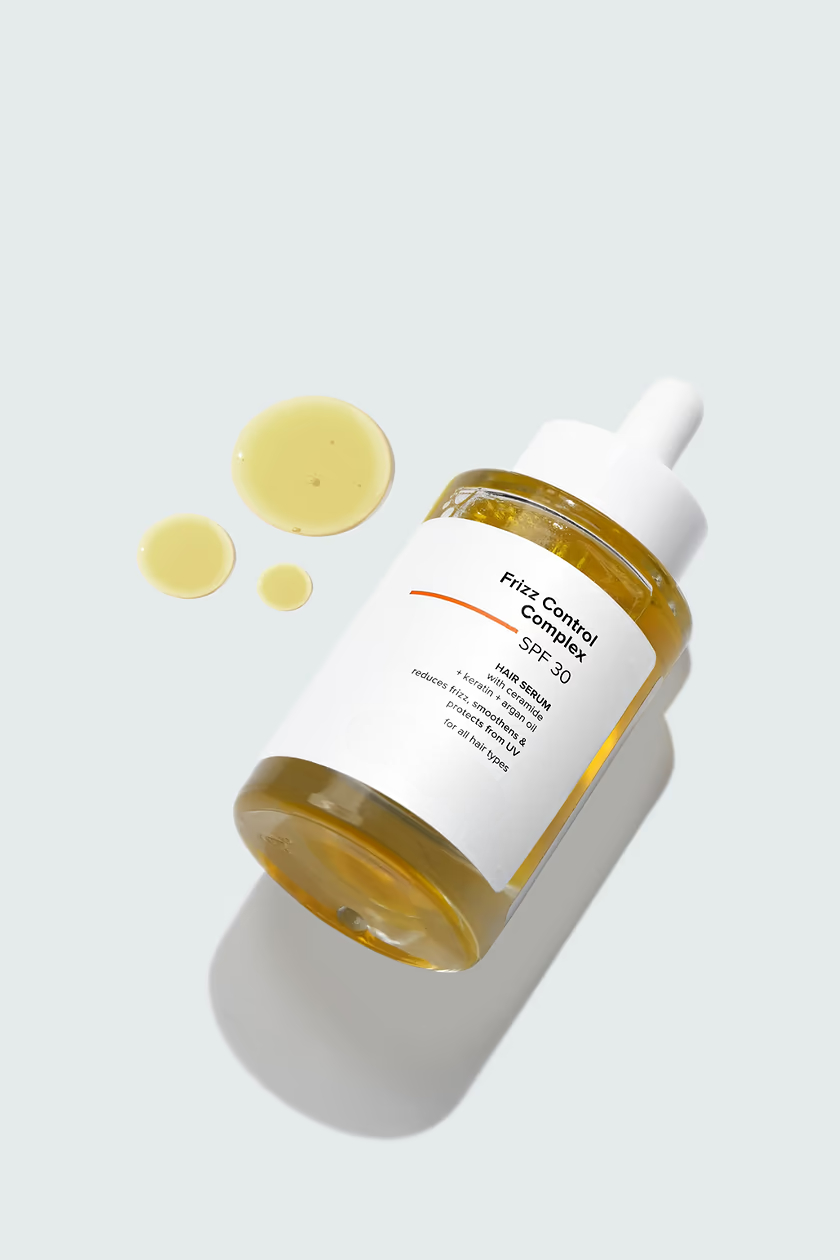 Frizz Control
Complex
SPF 30
HAIR SERUM
with ceramide
+ keratin + argan oil
reduces frizz, smoothens &
protects from UV
for all hair types